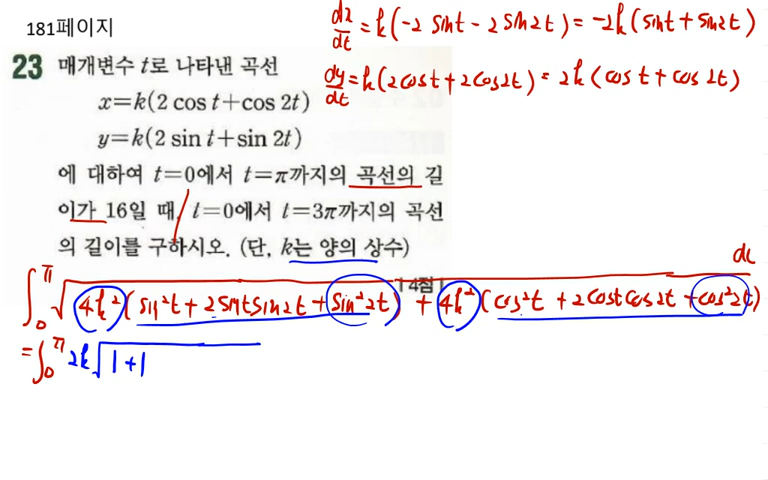 181페이지
dx/dt = k(-2 sint - 2 sin2t) = -2k(sint + sin2t)
23 매개변수 t로 나타낸 곡선
dy/dt = k(2cost + 2cos2t) = 2k(cost + cos2t)
x=k(2 cos t+cos 2t)
y=k(2 sin t+sin 2t)
에 대하여 t=0에서 t=π까지의 곡선의 길
이가 16일 때, t=0에서 t=3π까지의 곡선
의 길이를 구하시오. (단, k는 양의 상수)
[4점]
∫₀^π √(4k²(sin²t + 2sintsin2t + sin²2t) + 4k²(cos²t + 2costcos2t + cos²2t)) dt
= ∫₀^π 2k√(1+1